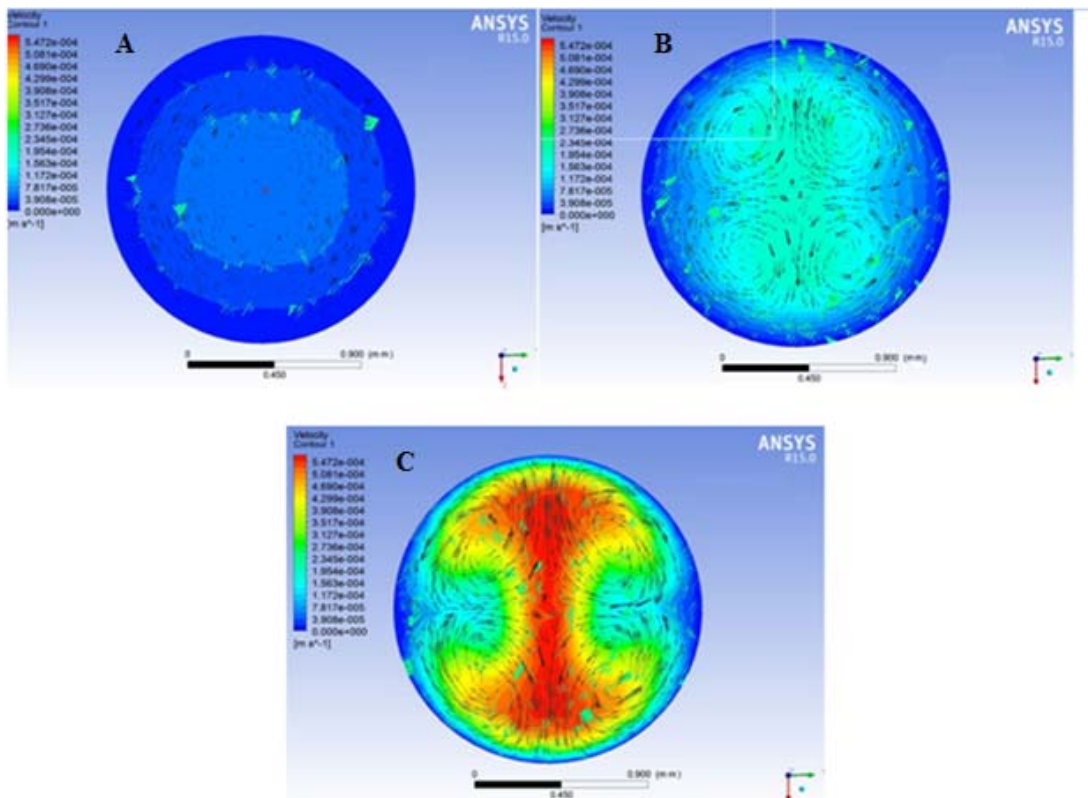 Velocity
Contour 1
5.472e-004
5.081e-004
4.690e-004
4.299e-004
3.908e-004
3.517e-004
3.127e-004
2.736e-004
2.345e-004
1.954e-004
1.563e-004
1.172e-004
7.817e-005
3.908e-005
0.000e+000
[m s^-1]
A
ANSYS
R15.0
0
0.900 (mm)
0.450
Velocity
Contour 1
5.472e-004
5.081e-004
4.690e-004
4.299e-004
3.908e-004
3.517e-004
3.127e-004
2.736e-004
2.345e-004
1.954e-004
1.563e-004
1.172e-004
7.817e-005
3.908e-005
0.000e+000
[m s^-1]
B
ANSYS
R15.0
0
0.900 (mm)
0.450
Velocity
Contour 1
5.472e-004
5.081e-004
4.690e-004
4.299e-004
3.908e-004
3.517e-004
3.127e-004
2.736e-004
2.345e-004
1.954e-004
1.563e-004
1.172e-004
7.817e-005
3.908e-005
0.000e+000
[m s^-1]
C
ANSYS
R15.0
0
0.900 (mm)
0.450